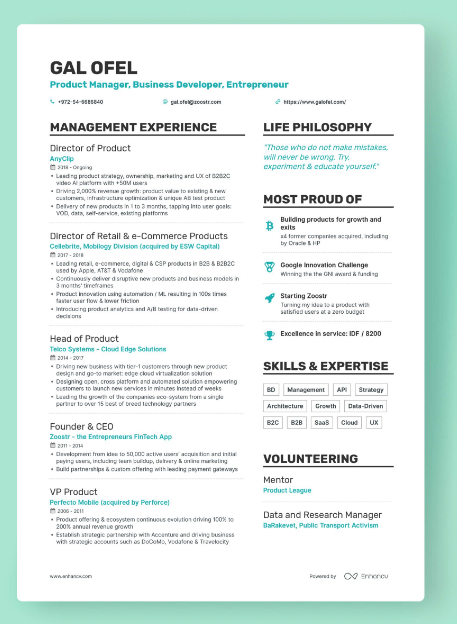 GAL OFEL
Product Manager, Business Developer, Entrepreneur
+972-54-6685840
gal.ofel@zoostr.com
https://www.galofel.com/
MANAGEMENT EXPERIENCE
Director of Product
AnyClip
2018 - Ongoing
Leading product strategy, ownership, marketing and UX of B2B2C
video AI platform with +50M users
Driving 2,000% revenue growth: product value to existing & new
customers, infrastructure optimization & unique AB test product
Delivery of new products in 1 to 3 months, tapping into user goals:
VOD, data, self-service, existing platforms
Director of Retail & e-Commerce Products
Cellebrite, Mobilogy Division (acquired by ESW Capital)
2017 - 2018
Leading retail, e-commerce, digital & CSP products in B2B & B2B2C
used by Apple, AT&T & Vodafone
Continuously deliver disruptive new products and business models in
3 months' timeframes
Product Innovation using automation / ML resulting in 100x times
faster user flow & lower friction
Introducing product analytics and A/B testing for data-driven-
decisions
Head of Product
Telco Systems - Cloud Edge Solutions
2014 - 2017
Driving new business with tier-1 customers through new product
design and go-to market: edge cloud virtualization solution
Designing open, cross platform and automated solution empowering
customers to launch new services in minutes instead of weeks
Leading the growth of the companies eco-system from a single
partner to over 15 best of breed technology partners
Founder & CEO
Zoostr - the Entrepreneurs FinTech App
2011 - 2014
Development from idea to 50,000 active users' acquisition and initial
paying users, including team buildup, delivery & online marketing
Build partnerships & custom offering with leading payment gateways
VP Product
Perfecto Mobile (acquired by Perforce)
2006 - 2011
Product offering & ecosystem continuous evolution driving 100% to
200% annual revenue growth
Establish strategic partnership with Accenture and driving business
with strategic accounts such as DoCoMo, Vodafone & Travelocity
LIFE PHILOSOPHY
"Those who do not make mistakes,
will never be wrong. Try,
experiment & educate yourself."
MOST PROUD OF
Building products for growth and
exits
x4 former companies acquired, including
by Oracle & HP
Google Innovation Challenge
Winning the the GNI award & funding
Starting Zoostr
Turning my idea to a product with
satisfied users at a zero budget
Excellence in service: IDF / 8200
SKILLS & EXPERTISE
BD Management API Strategy
Architecture Growth Data-Driven
B2C B2B SaaS Cloud UX
VOLUNTEERING
Mentor
Product League
Data and Research Manager
BaRakevet, Public Transport Activism
www.enhancv.com
Powered by Enhancv